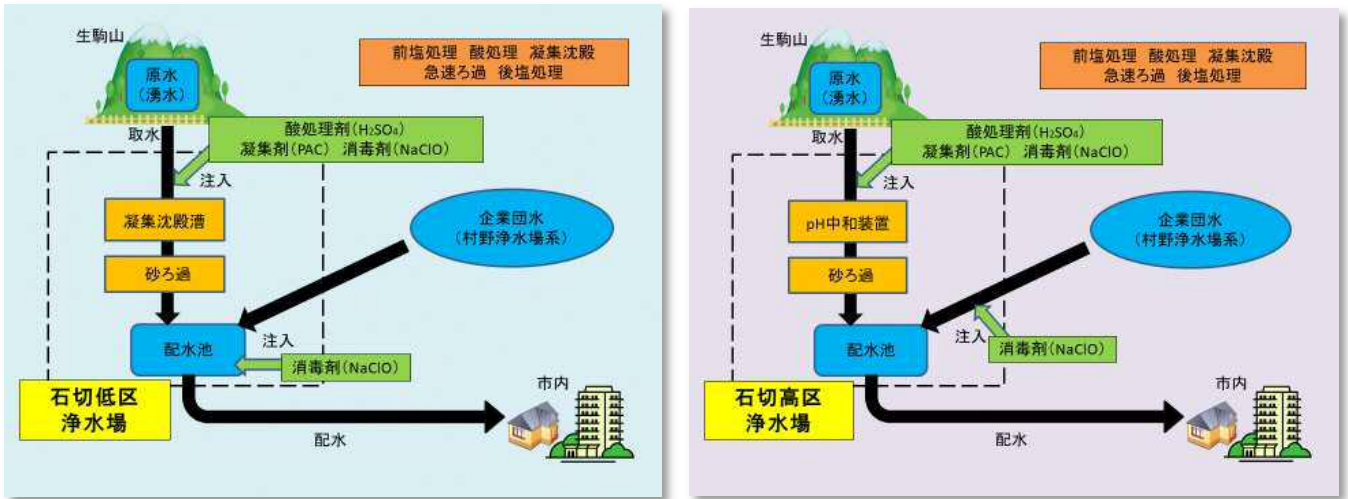 生駒山
前塩処理 酸処理 凝集沈殿
急速ろ過 後塩処理
原水
(湧水)
取水
酸処理剤(H₂SO₄)
凝集剤(PAC) 消毒剤(NaClO)
注入
凝集沈殿漕
企業団水
(村野浄水場系)
砂ろ過
配水池
注入
消毒剤(NaClO)
石切低区
浄水場
市内
配水
生駒山
前塩処理 酸処理 凝集沈殿
急速ろ過 後塩処理
原水
(湧水)
取水
酸処理剤(H₂SO₄)
凝集剤(PAC) 消毒剤(NaClO)
注入
pH中和装置
企業団水
(村野浄水場系)
砂ろ過
配水池
注入
消毒剤(NaClO)
石切高区
浄水場
市内
配水